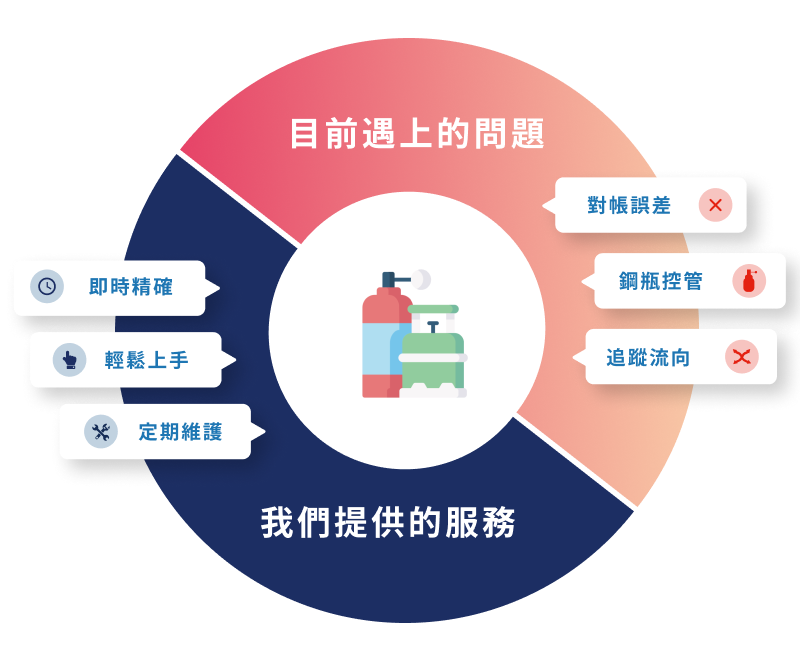 目前遇上的問題
對帳誤差
鋼瓶控管
追蹤流向
即時精確
輕鬆上手
定期維護
我們提供的服務